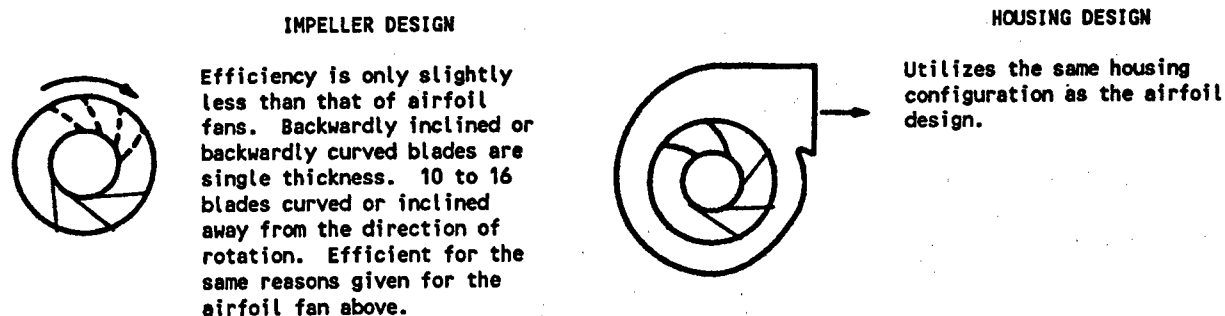 IMPELLER DESIGN
Efficiency is only slightly
less than that of airfoil
fans. Backwardly inclined or
backwardly curved blades are
single thickness. 10 to 16
blades curved or inclined
away from the direction of
rotation. Efficient for the
same reasons given for the
airfoil fan above.
HOUSING DESIGN
Utilizes the same housing
configuration as the airfoil
design.